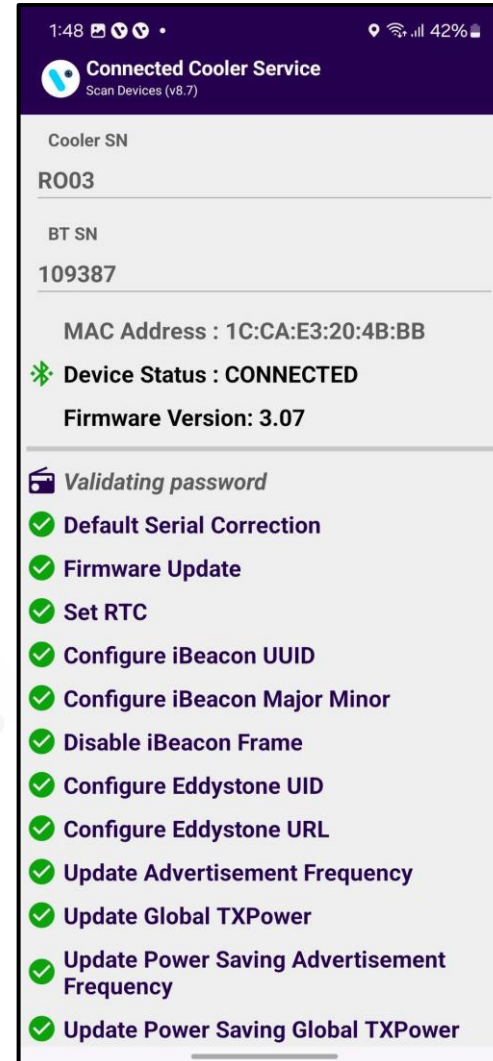 1:48
42%
Connected Cooler Service
Scan Devices (v8.7)
Cooler SN
RO03
BT SN
109387
MAC Address : 1C:CA:E3:20:4B:BB
Device Status : CONNECTED
Firmware Version: 3.07
Validating password
Default Serial Correction
Firmware Update
Set RTC
Configure iBeacon UUID
Configure iBeacon Major Minor
Disable iBeacon Frame
Configure Eddystone UID
Configure Eddystone URL
Update Advertisement Frequency
Update Global TXPower
Update Power Saving Advertisement
Frequency
Update Power Saving Global TXPower